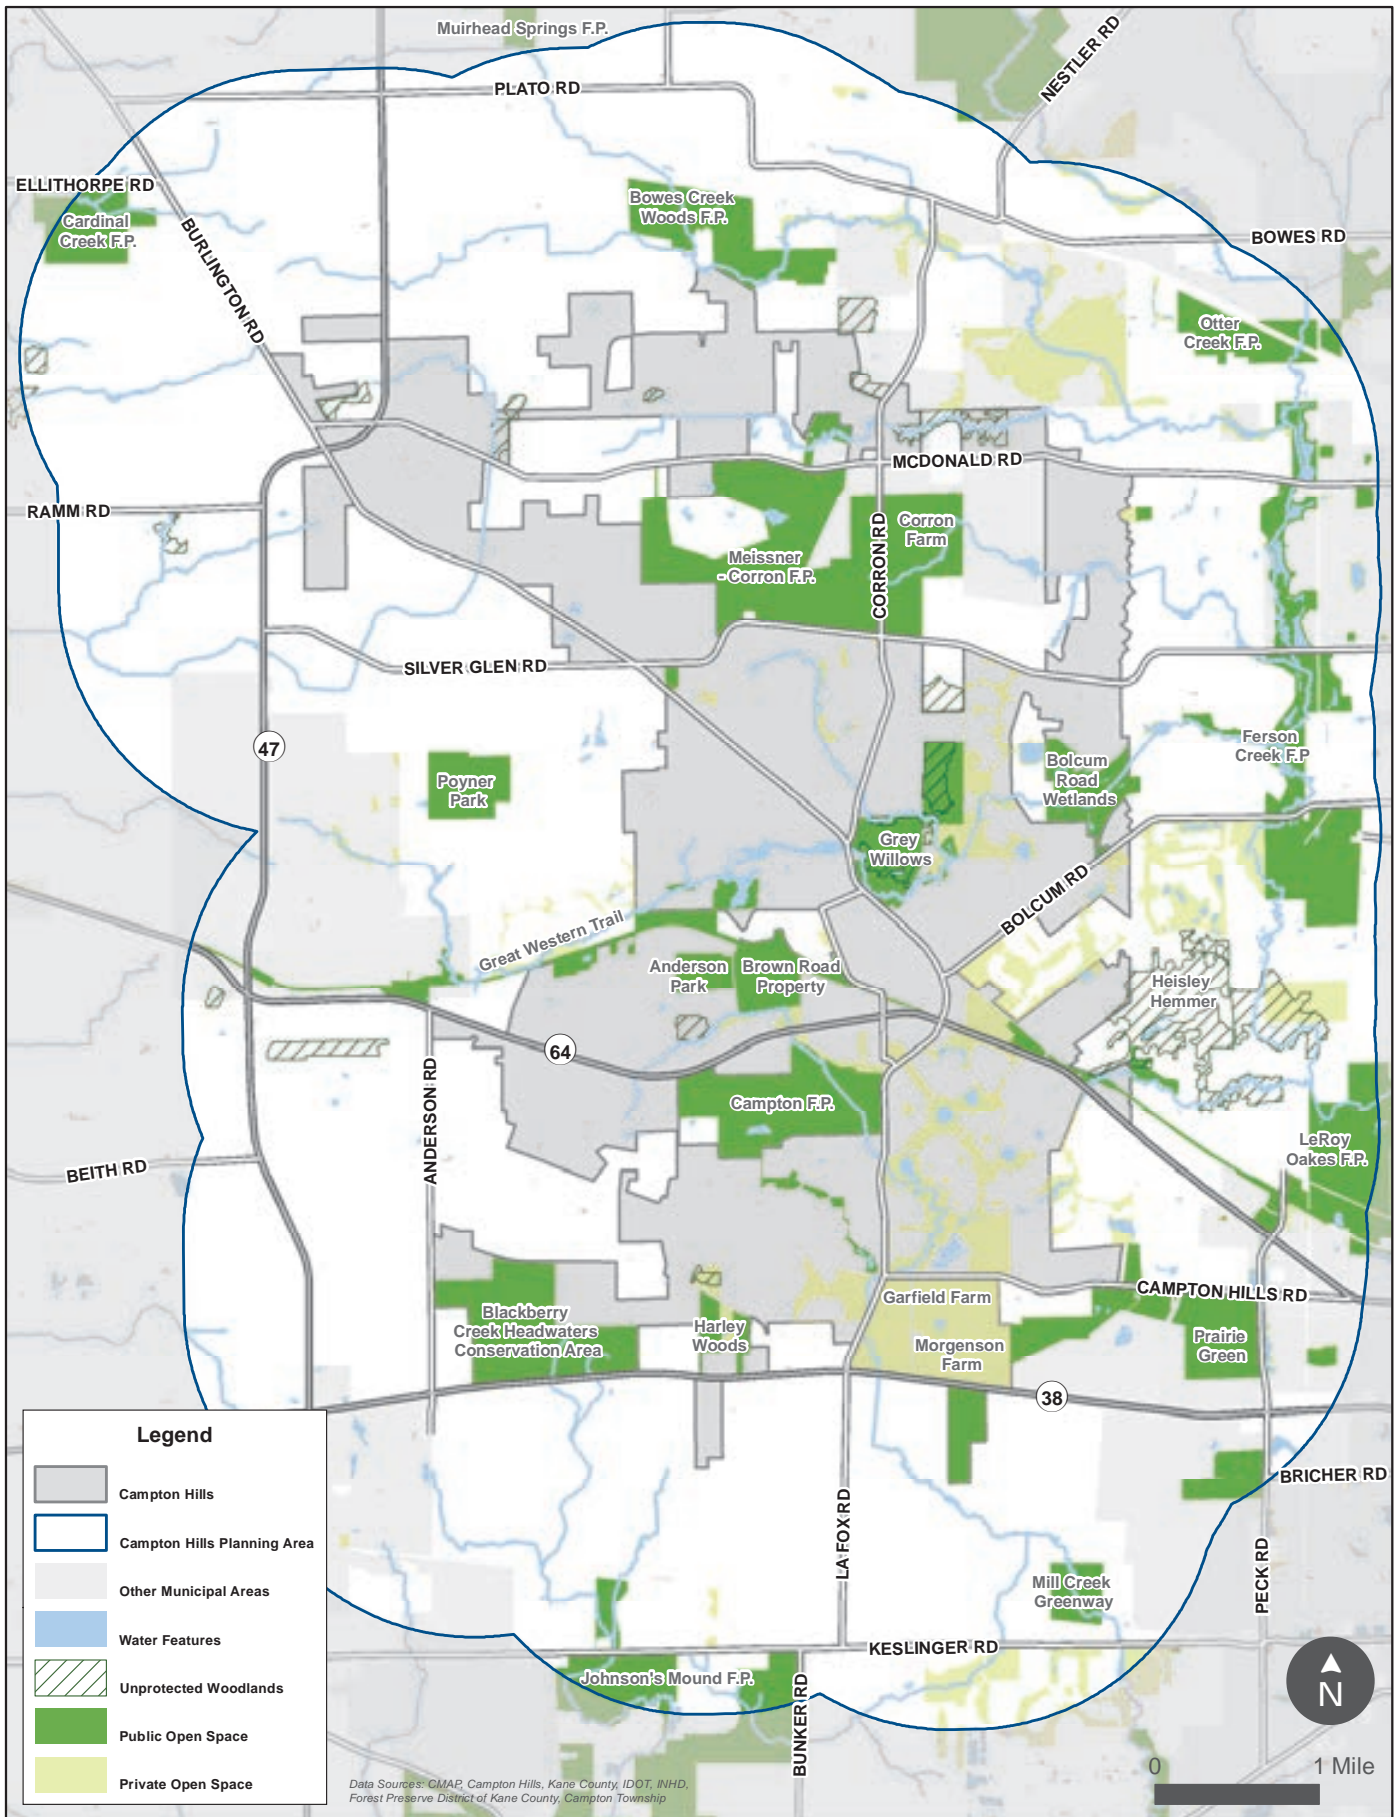 Muirhead Springs F.P.
NESTLER RD
PLATO RD
ELLITHORPE RD
Cardinal
Creek F.P.
Bowes Creek
Woods F.P.
BURLINGTON RD
BOWES RD
Otter
Creek F.P.
MCDONALD RD
RAMM RD
Corron
Farm
CORRON RD
Meissner
- Corron F.P.
SILVER GLEN RD
47
Ferson
Creek F.P
Poyner
Park
Bolcum
Road
Wetlands
Grey
Willows
BOLCUM RD
Great Western Trail
Anderson
Park
Brown Road
Property
Heisley
Hemmer
64
ANDERSON RD
Campton F.P.
LeRoy
Oakes F.P.
BEITH RD
CAMPTON HILLS RD
Garfield Farm
Blackberry
Creek Headwaters
Conservation Area
Harley
Woods
Morgenson
Farm
Prairie
Green
38
BRICHER RD
LA FOX RD
PECK RD
Mill Creek
Greenway
KESLINGER RD
Johnson's Mound F.P.
BUNKER RD
Legend
Campton Hills
Campton Hills Planning Area
Other Municipal Areas
Water Features
Unprotected Woodlands
Public Open Space
Private Open Space
Data Sources: CMAP, Campton Hills, Kane County, IDOT, INHD,
Forest Preserve District of Kane County, Campton Township
N
0 1 Mile